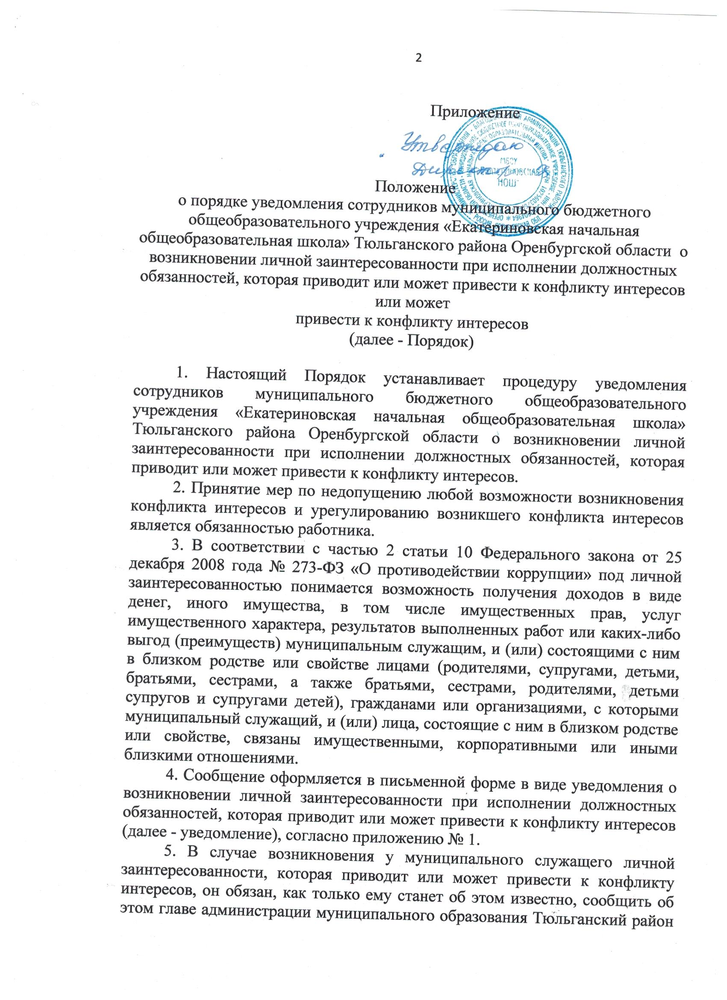 2
Приложение
Утверждаю
Директор
МБОУ
НОШ"
Положение
о порядке уведомления сотрудников муниципального бюджетного
общеобразовательного учреждения «Екатериновская начальная
общеобразовательная школа» Тюльганского района Оренбургской области о
возникновении личной заинтересованности при исполнении должностных
обязанностей, которая приводит или может привести к конфликту интересов
или может
привести к конфликту интересов
(далее - Порядок)
1. Настоящий Порядок устанавливает процедуру уведомления
сотрудников муниципального бюджетного общеобразовательного
учреждения «Екатериновская начальная общеобразовательная школа»
Тюльганского района Оренбургской области о возникновении личной
заинтересованности при исполнении должностных обязанностей, которая
приводит или может привести к конфликту интересов.
2. Принятие мер по недопущению любой возможности возникновения
конфликта интересов и урегулированию возникшего конфликта интересов
является обязанностью работника.
3. В соответствии с частью 2 статьи 10 Федерального закона от 25
декабря 2008 года № 273-ФЗ «О противодействии коррупции» под личной
заинтересованностью понимается возможность получения доходов в виде
денег, иного имущества, в том числе имущественных прав, услуг
имущественного характера, результатов выполненных работ или каких-либо
выгод (преимуществ) муниципальным служащим, и (или) состоящими с ним
в близком родстве или свойстве лицами (родителями, супругами, детьми,
братьями, сестрами, а также братьями, сестрами, родителями, детьми
супругов и супругами детей), гражданами или организациями, с которыми
муниципальный служащий, и (или) лица, состоящие с ним в близком родстве
или свойстве, связаны имущественными, корпоративными или иными
близкими отношениями.
4. Сообщение оформляется в письменной форме в виде уведомления о
возникновении личной заинтересованности при исполнении должностных
обязанностей, которая приводит или может привести к конфликту интересов
(далее - уведомление), согласно приложению № 1.
5. В случае возникновения у муниципального служащего личной
заинтересованности, которая приводит или может привести к конфликту
интересов, он обязан, как только ему станет об этом известно, сообщить об
этом главе администрации муниципального образования Тюльганский район